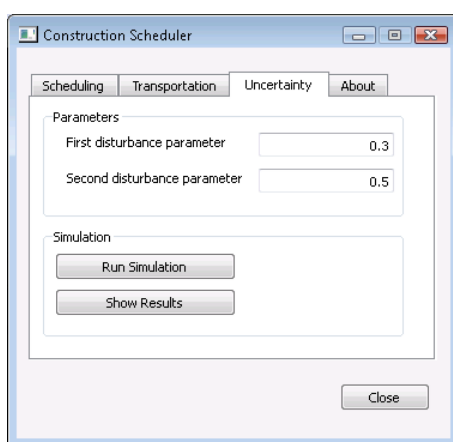 Construction Scheduler
Scheduling Transportation Uncertainty About
Parameters
First disturbance parameter 0.3
Second disturbance parameter 0.5
Simulation
Run Simulation
Show Results
Close